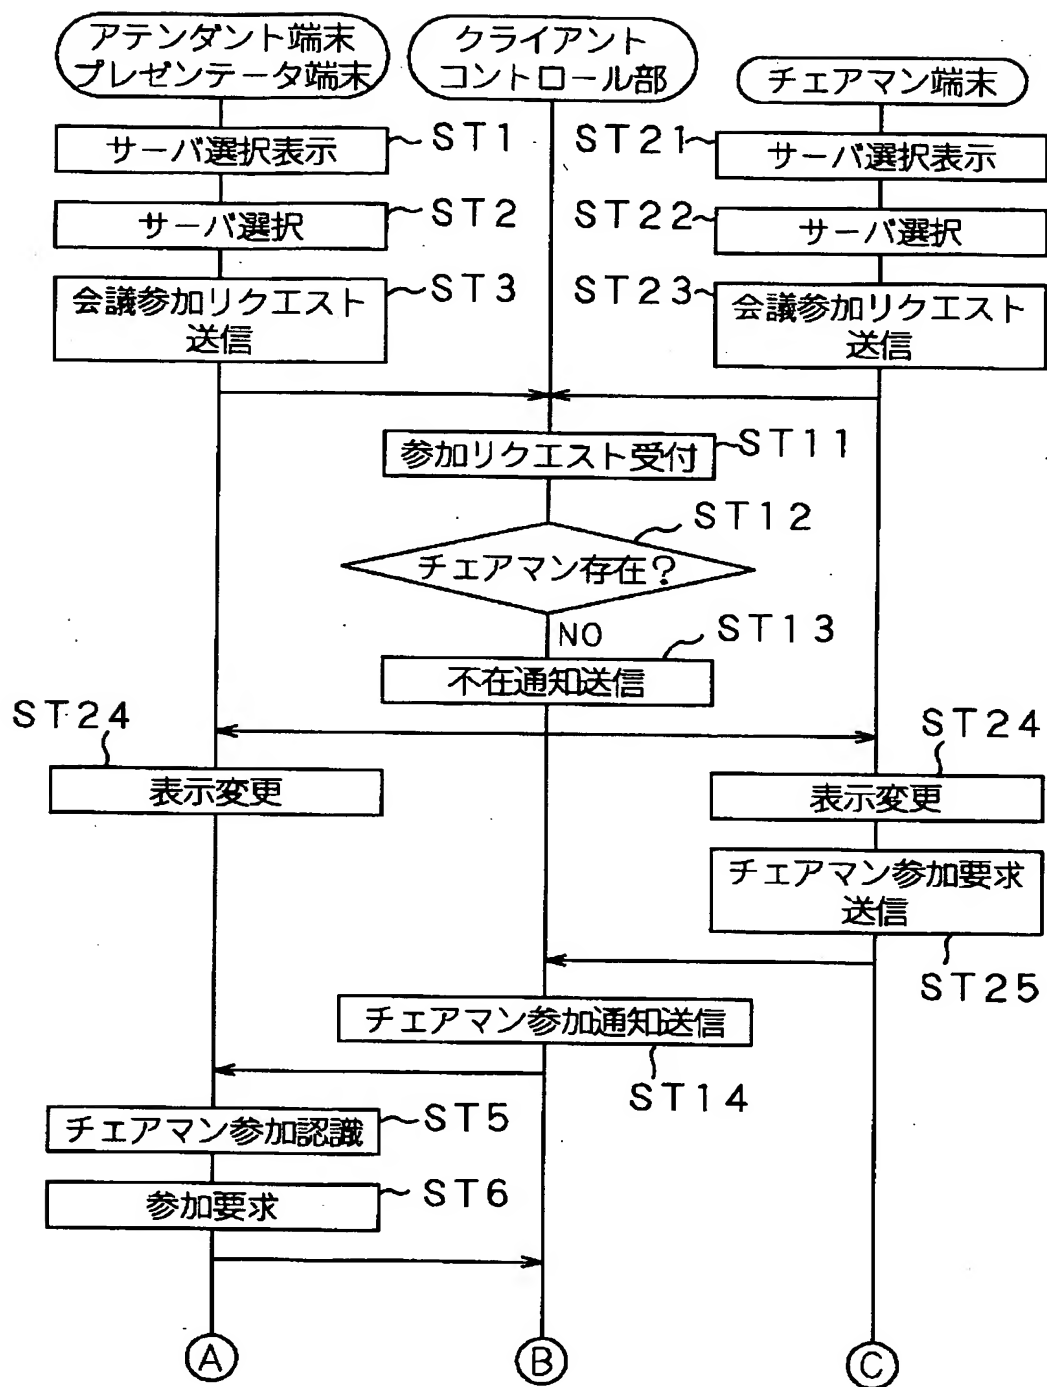 アテンダント端末
プレゼンテータ端末
クライアント
コントロール部
チェアマン端末
サーバ選択表示
ST1
ST21
サーバ選択表示
サーバ選択
ST2
ST22
サーバ選択
会議参加リクエスト
送信
ST3
ST23
会議参加リクエスト
送信
参加リクエスト受付
ST11
ST12
チェアマン存在?
NO
ST13
不在通知送信
ST24
表示変更
ST24
表示変更
チェアマン参加要求
送信
ST25
チェアマン参加通知送信
ST14
チェアマン参加認識
ST5
参加要求
ST6
A
B
C